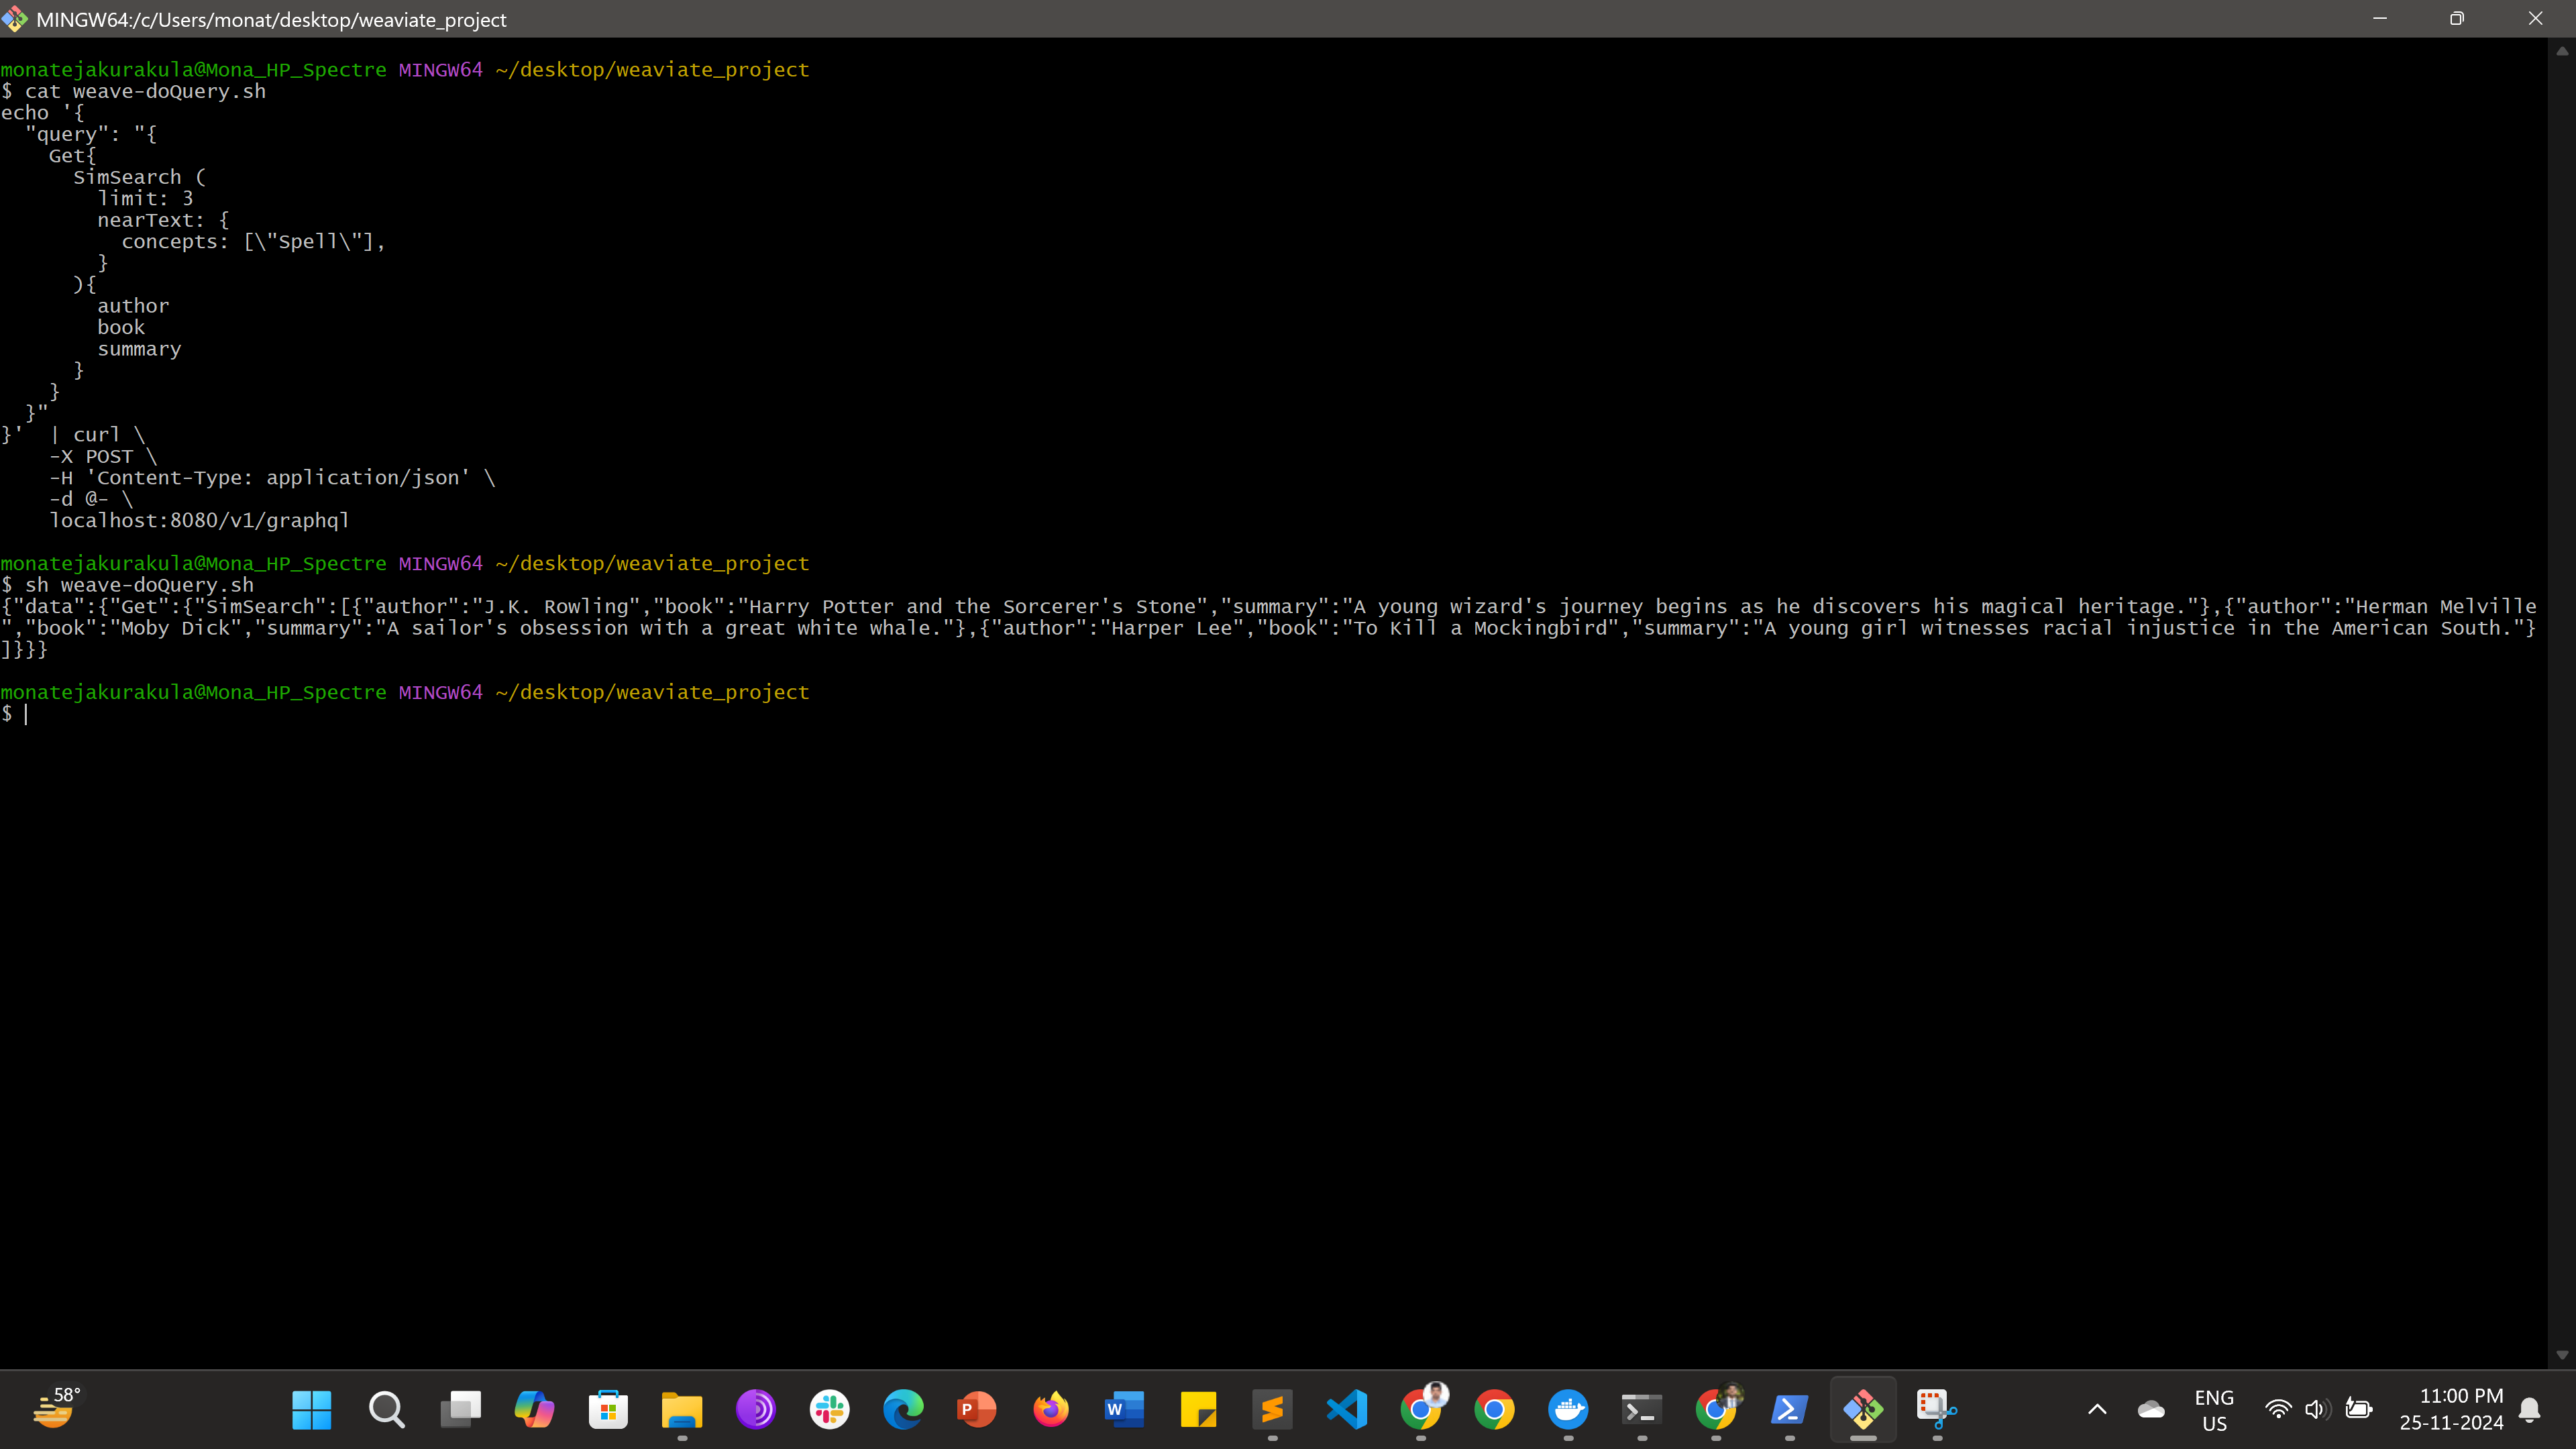 MINGW64:/c/Users/monat/desktop/weaviate_project
monatejakurakula@Mona_HP_Spectre MINGW64 ~/desktop/weaviate_project
$ cat weave-doQuery.sh
echo '{
  "query": "{
    Get{
      SimSearch (
        limit: 3
        nearText: {
          concepts: [\"Spell\"],
        }
      ){
        author
        book
        summary
      }
    }
  }"
}'  | curl \
    -X POST \
    -H 'Content-Type: application/json' \
    -d @- \
    localhost:8080/v1/graphql
monatejakurakula@Mona_HP_Spectre MINGW64 ~/desktop/weaviate_project
$ sh weave-doQuery.sh
{"data":{"Get":{"SimSearch":[{"author":"J.K. Rowling","book":"Harry Potter and the Sorcerer's Stone","summary":"A young wizard's journey begins as he discovers his magical heritage."},{"author":"Herman Melville
","book":"Moby Dick","summary":"A sailor's obsession with a great white whale."},{"author":"Harper Lee","book":"To Kill a Mockingbird","summary":"A young girl witnesses racial injustice in the American South."}
]}}}
monatejakurakula@Mona_HP_Spectre MINGW64 ~/desktop/weaviate_project
$
58°
P
W
ENG
US
11:00 PM
25-11-2024